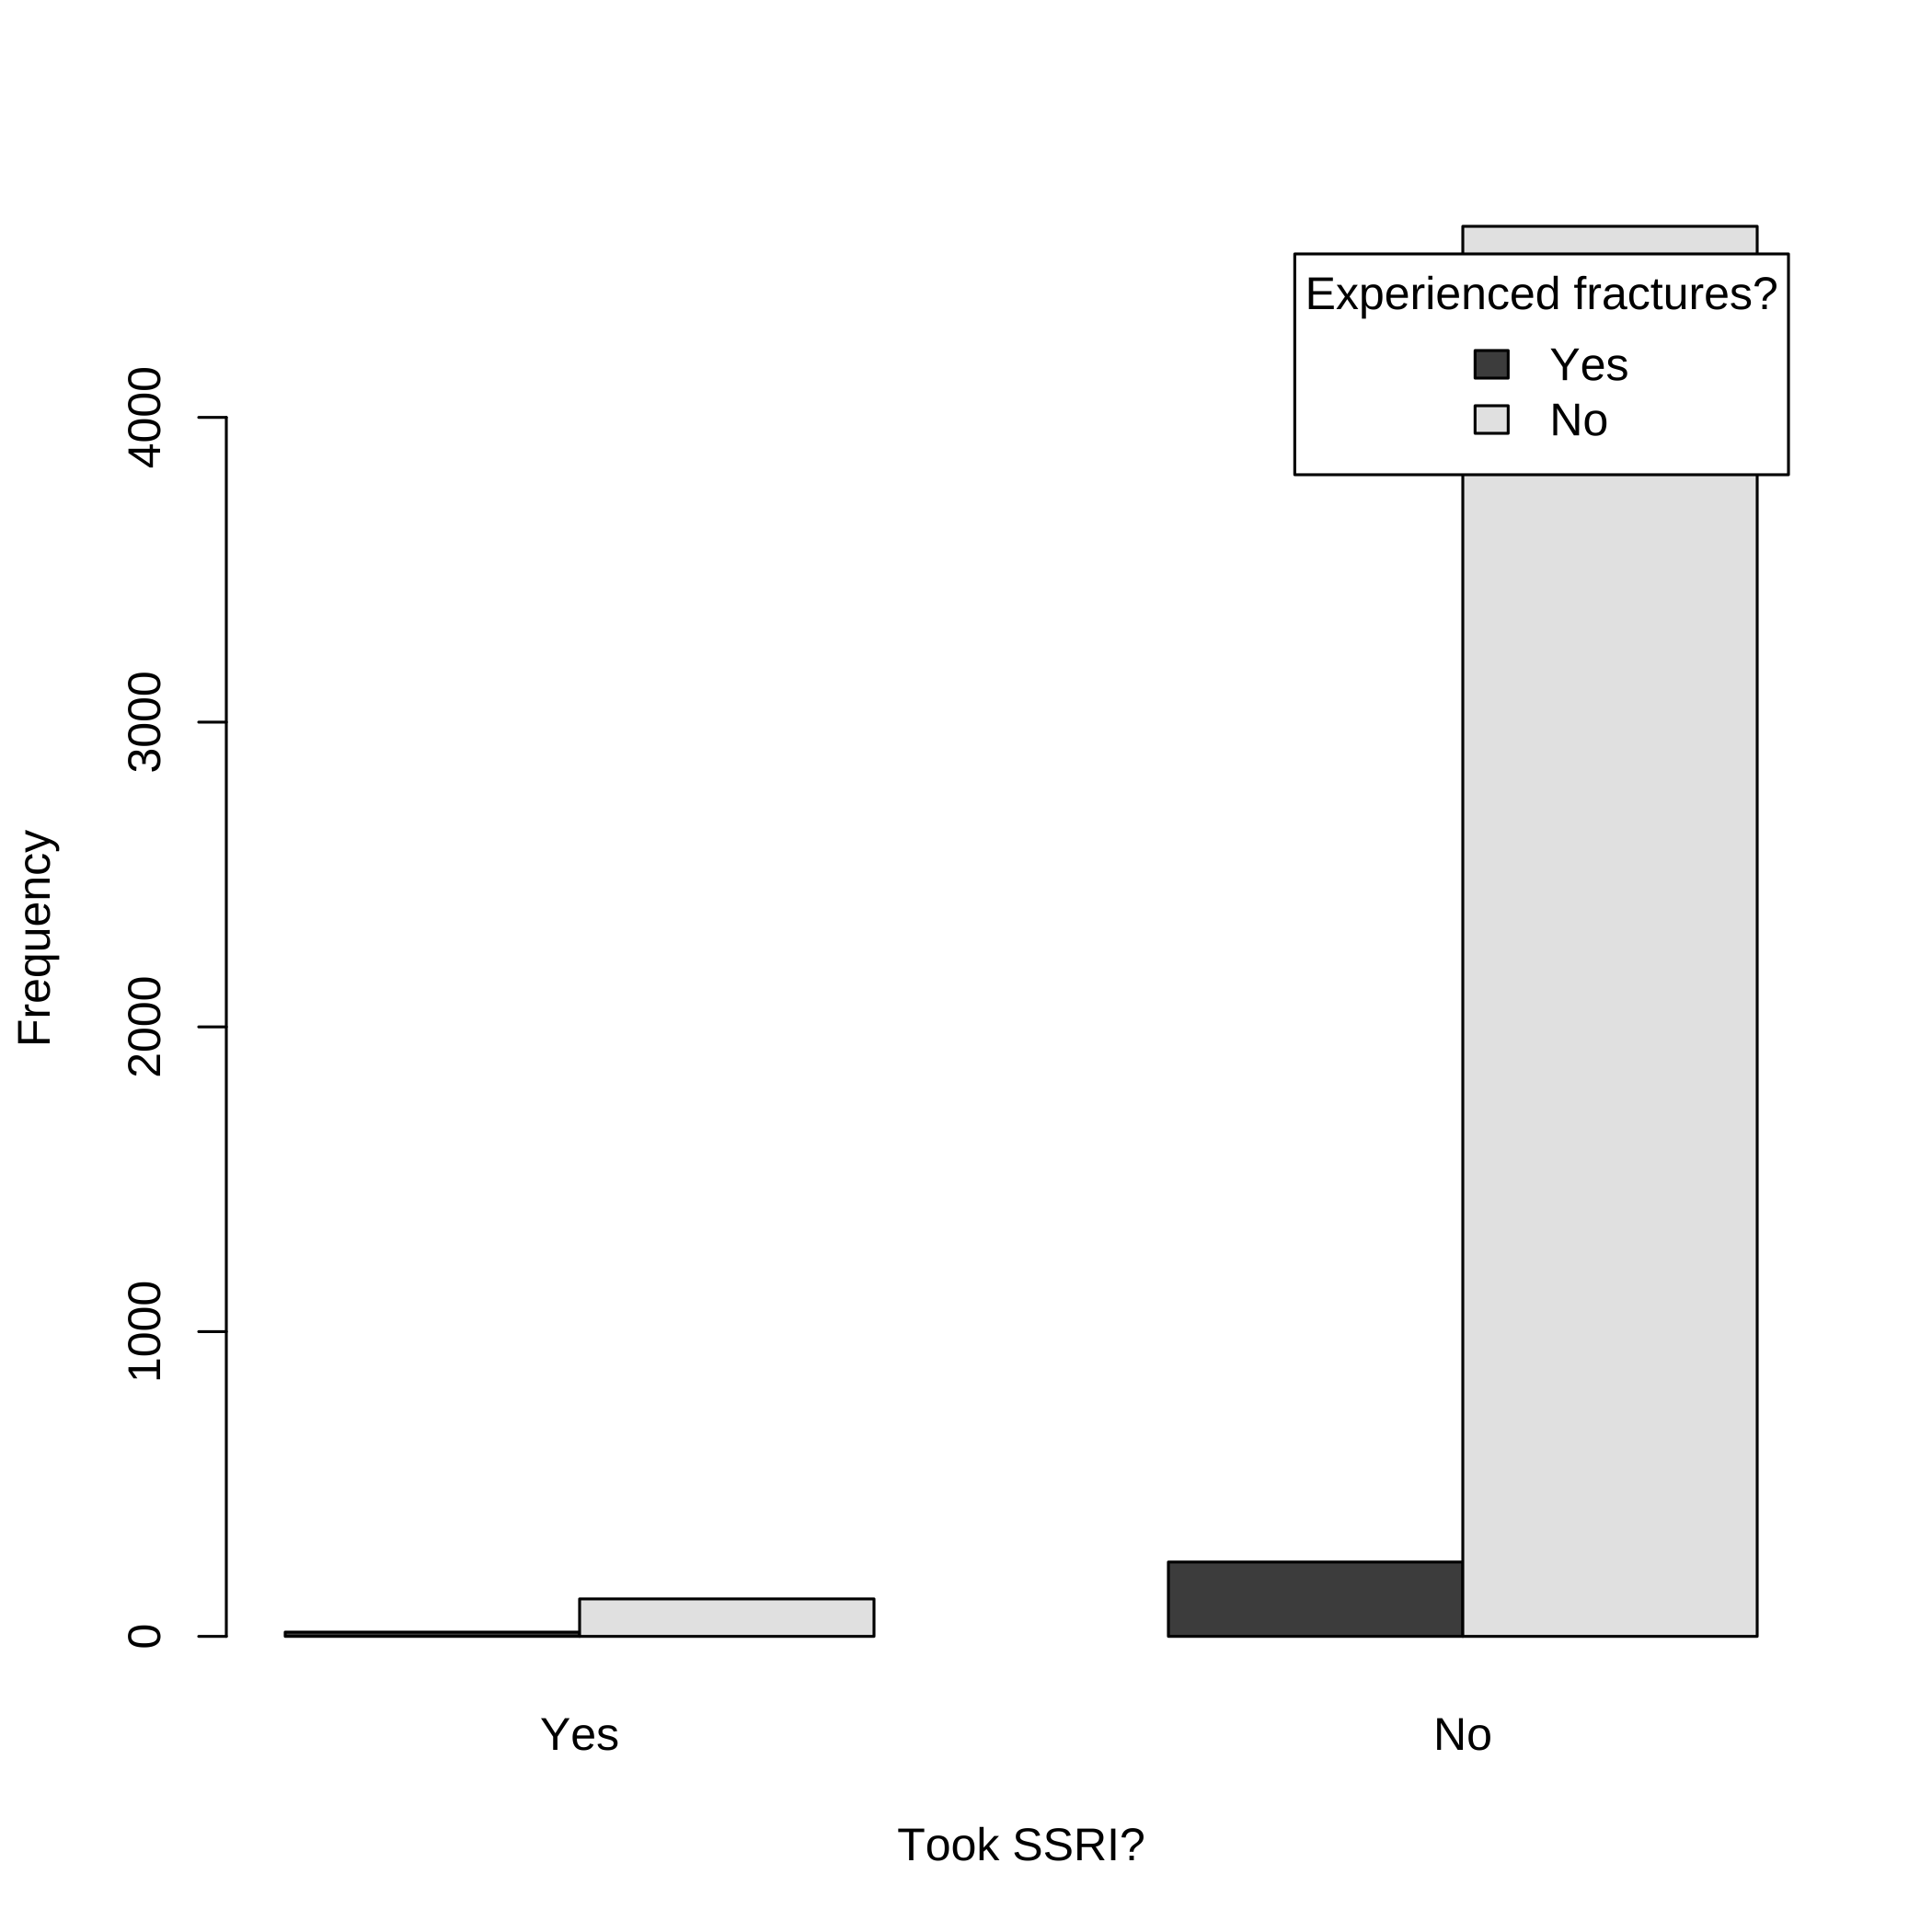 Experienced fractures?
Yes
No
4000
3000
2000
1000
0
Frequency
Yes
No
Took SSRI?